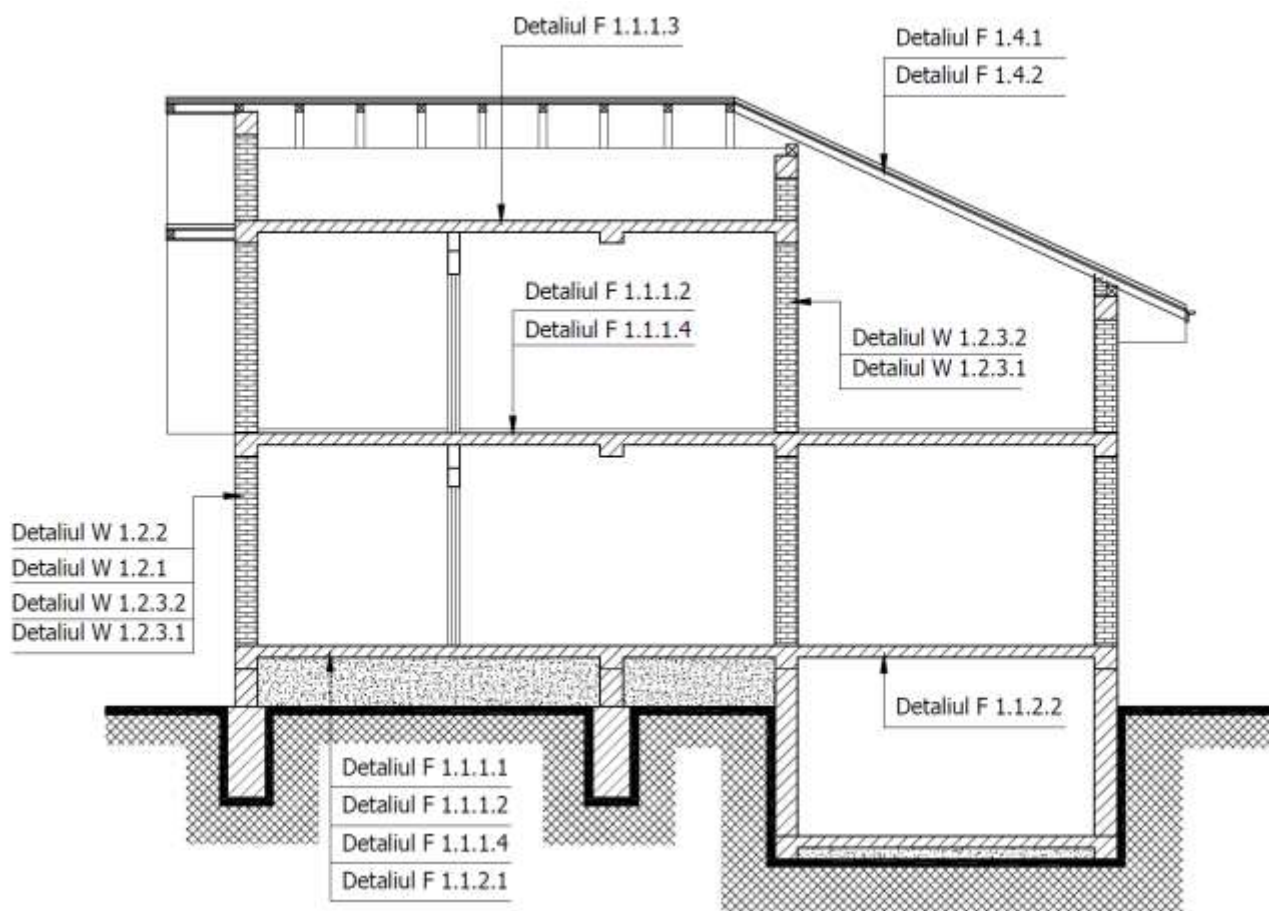 Detaliul F 1.1.1.3
Detaliul F 1.4.1
Detaliul F 1.4.2
Detaliul F 1.1.1.2
Detaliul F 1.1.1.4
Detaliul W 1.2.3.2
Detaliul W 1.2.3.1
Detaliul W 1.2.2
Detaliul W 1.2.1
Detaliul W 1.2.3.2
Detaliul W 1.2.3.1
Detaliul F 1.1.2.2
Detaliul F 1.1.1.1
Detaliul F 1.1.1.2
Detaliul F 1.1.1.4
Detaliul F 1.1.2.1